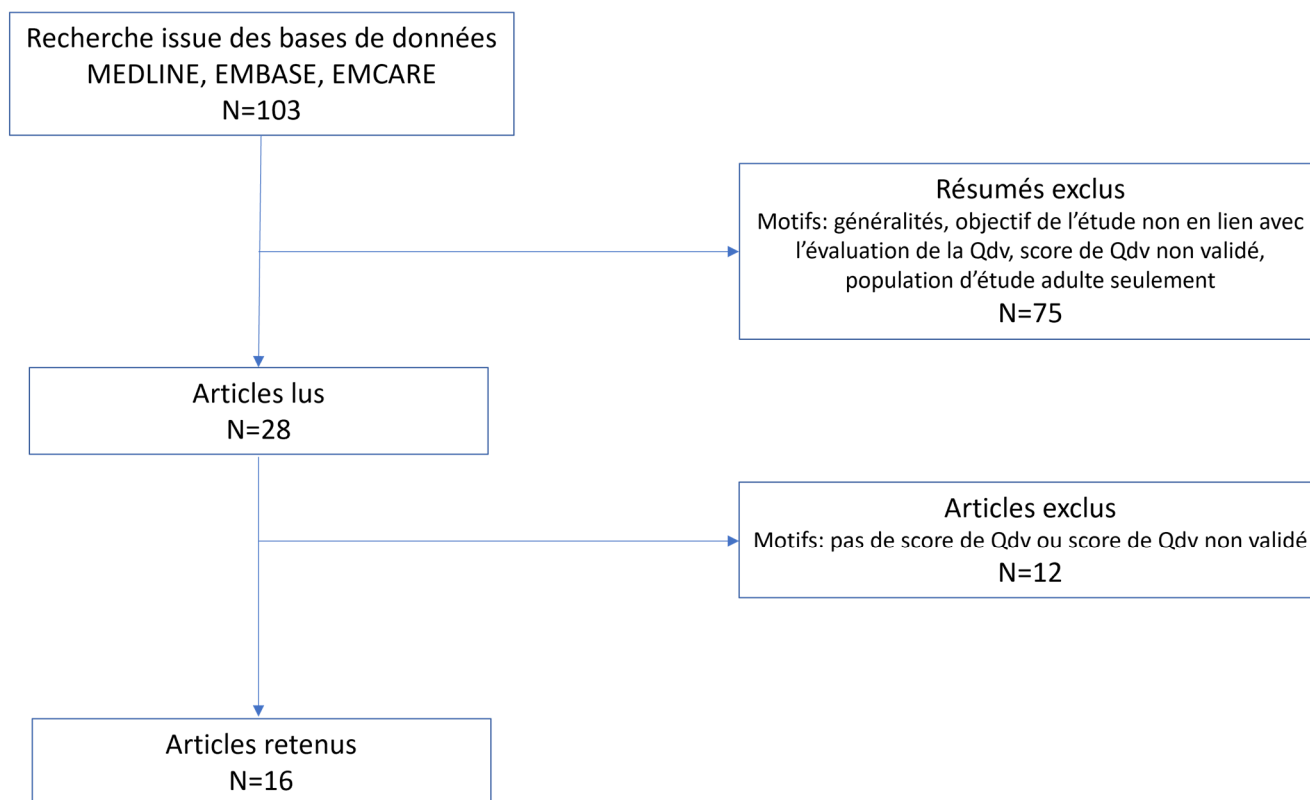 Recherche issue des bases de données
MEDLINE, EMBASE, EMCARE
N=103
Résumés exclus
Motifs: généralités, objectif de l’étude non en lien avec
l’évaluation de la Qdv, score de Qdv non validé,
population d’étude adulte seulement
N=75
Articles lus
N=28
Articles exclus
Motifs: pas de score de Qdv ou score de Qdv non validé
N=12
Articles retenus
N=16